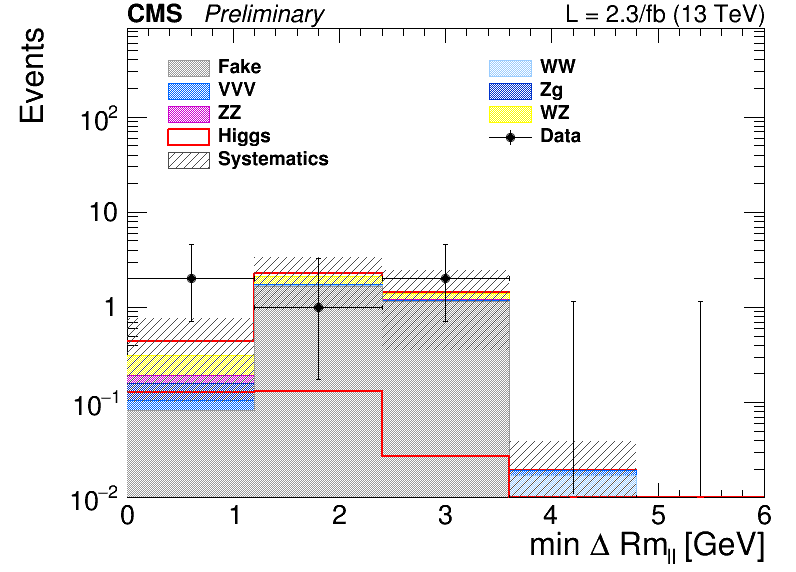 CMS Preliminary L = 2.3/fb (13 TeV)
Events
Fake WW
VVV Zg
ZZ WZ
Higgs Data
Systematics
10²
10
1
10⁻¹
10⁻²
0 1 2 3 4 5 6
min Δ Rm_ll [GeV]